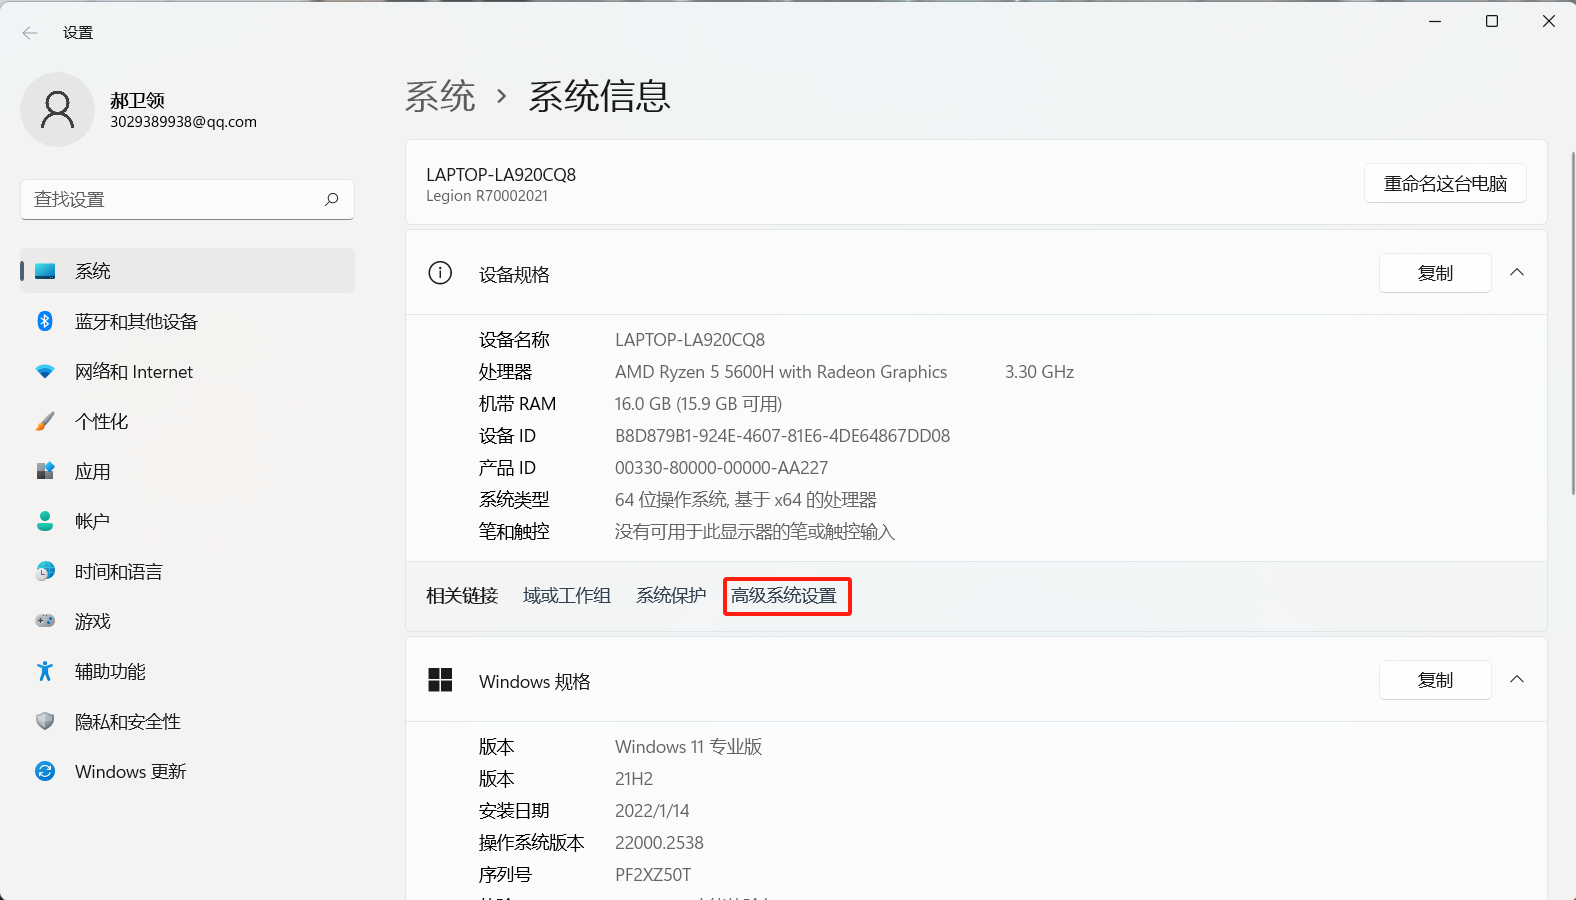 设置
郝卫领
3029389938@qq.com
查找设置
系统
蓝牙和其他设备
网络和 Internet
个性化
应用
帐户
时间和语言
游戏
辅助功能
隐私和安全性
Windows 更新
系统 › 系统信息
LAPTOP-LA920CQ8
Legion R70002021
重命名这台电脑
设备规格
复制
设备名称 LAPTOP-LA920CQ8
处理器 AMD Ryzen 5 5600H with Radeon Graphics 3.30 GHz
机带 RAM 16.0 GB (15.9 GB 可用)
设备 ID B8D879B1-924E-4607-81E6-4DE64867DD08
产品 ID 00330-80000-00000-AA227
系统类型 64 位操作系统, 基于 x64 的处理器
笔和触控 没有可用于此显示器的笔或触控输入
相关链接 域或工作组 系统保护 高级系统设置
Windows 规格
复制
版本 Windows 11 专业版
版本 21H2
安装日期 2022/1/14
操作系统版本 22000.2538
序列号 PF2XZ50T